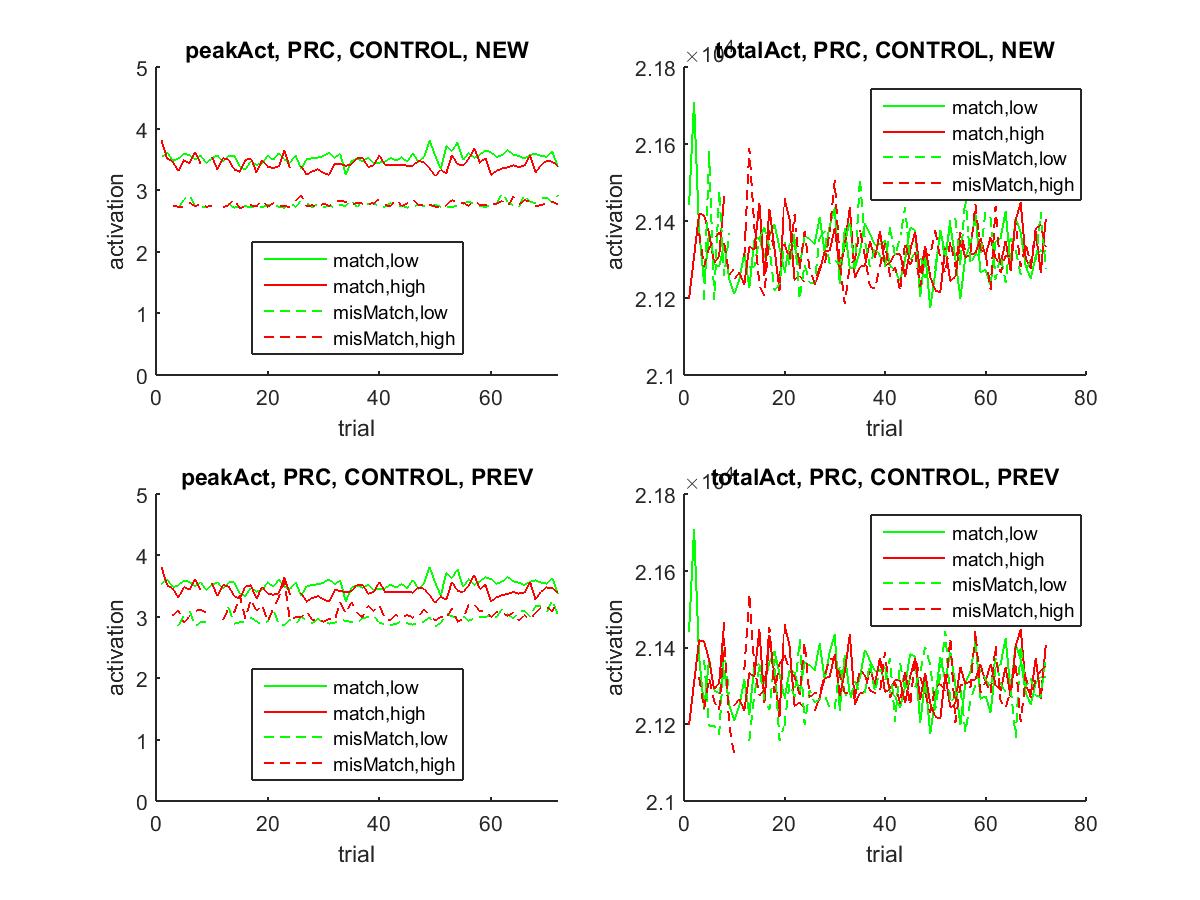 peakAct, PRC, CONTROL, NEW
5
4
3
2
1
0
activation
match,low
match,high
misMatch,low
misMatch,high
0 20 40 60
trial
×10^4
totalAct, PRC, CONTROL, NEW
2.18
2.16
2.14
2.12
2.1
activation
match,low
match,high
misMatch,low
misMatch,high
0 20 40 60 80
trial
peakAct, PRC, CONTROL, PREV
5
4
3
2
1
0
activation
match,low
match,high
misMatch,low
misMatch,high
0 20 40 60
trial
×10^4
totalAct, PRC, CONTROL, PREV
2.18
2.16
2.14
2.12
2.1
activation
match,low
match,high
misMatch,low
misMatch,high
0 20 40 60 80
trial